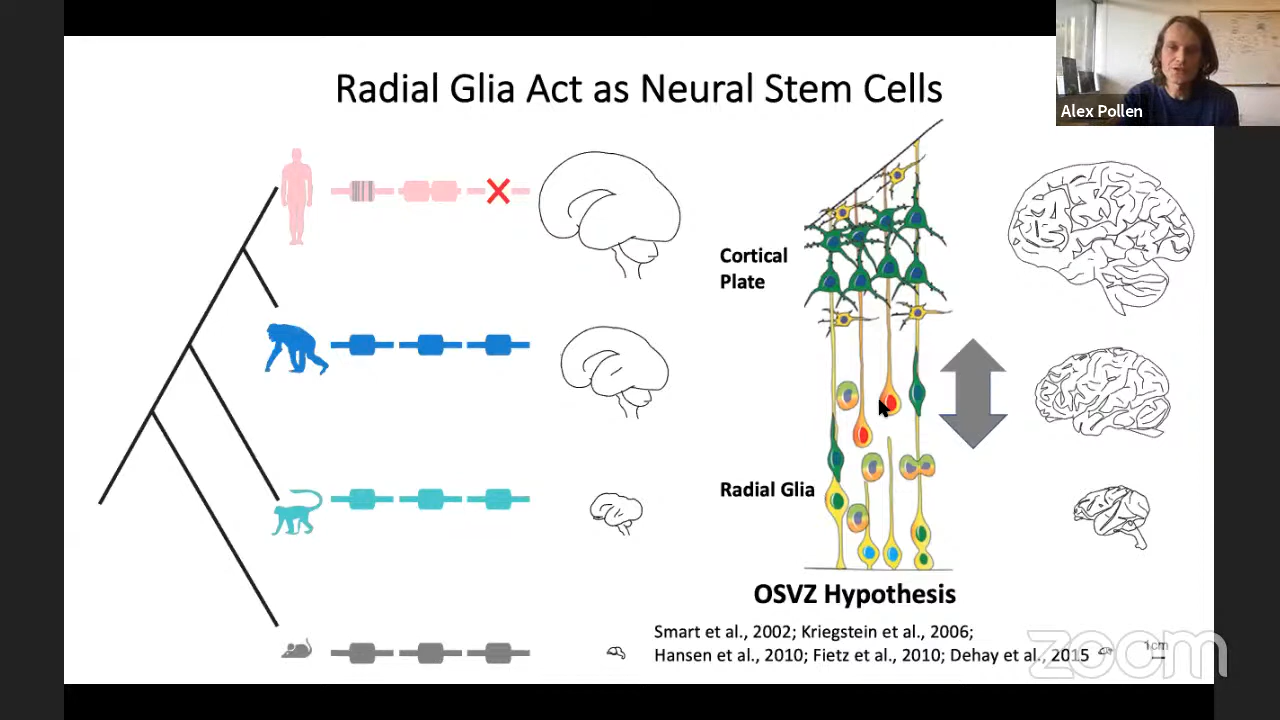 Radial Glia Act as Neural Stem Cells
Alex Pollen
Cortical
Plate
Radial Glia
OSVZ Hypothesis
Smart et al., 2002; Kriegstein et al., 2006;
Hansen et al., 2010; Fietz et al., 2010; Dehay et al., 2015
1cm
zoom